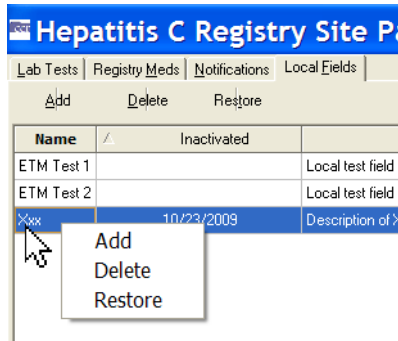 Hepatitis C Registry Site Pa
Lab Tests Registry Meds Notifications Local Fields
Add Delete Restore
Name Inactivated
ETM Test 1 Local test field
ETM Test 2 Local test field
Xxx 10/23/2009 Description of X
Add
Delete
Restore